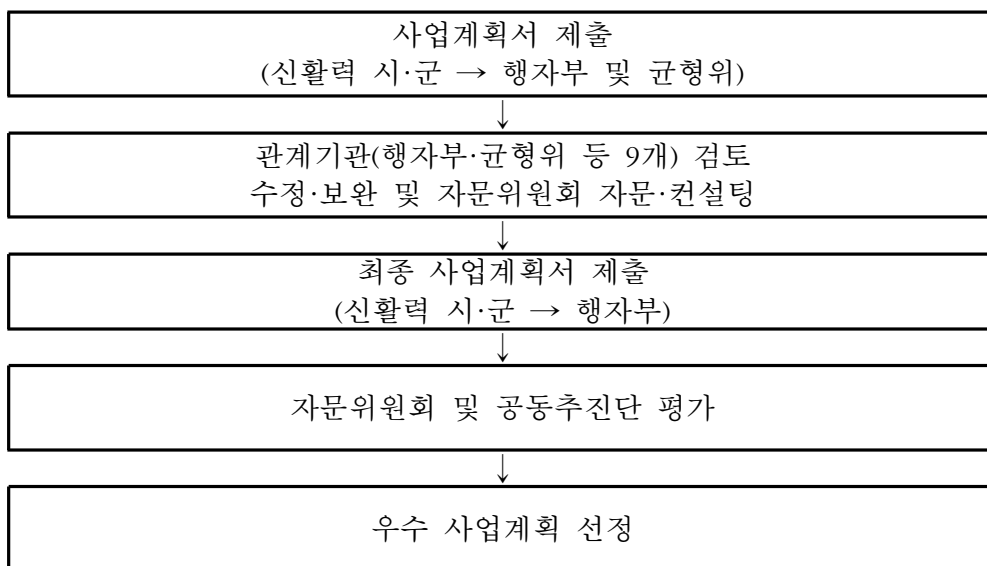 사업계획서 제출
(신활력 시·군 → 행자부 및 균형위)
↓
관계기관(행자부·균형위 등 9개) 검토
수정·보완 및 자문위원회 자문·컨설팅
↓
최종 사업계획서 제출
(신활력 시·군 → 행자부)
↓
자문위원회 및 공동추진단 평가
↓
우수 사업계획 선정